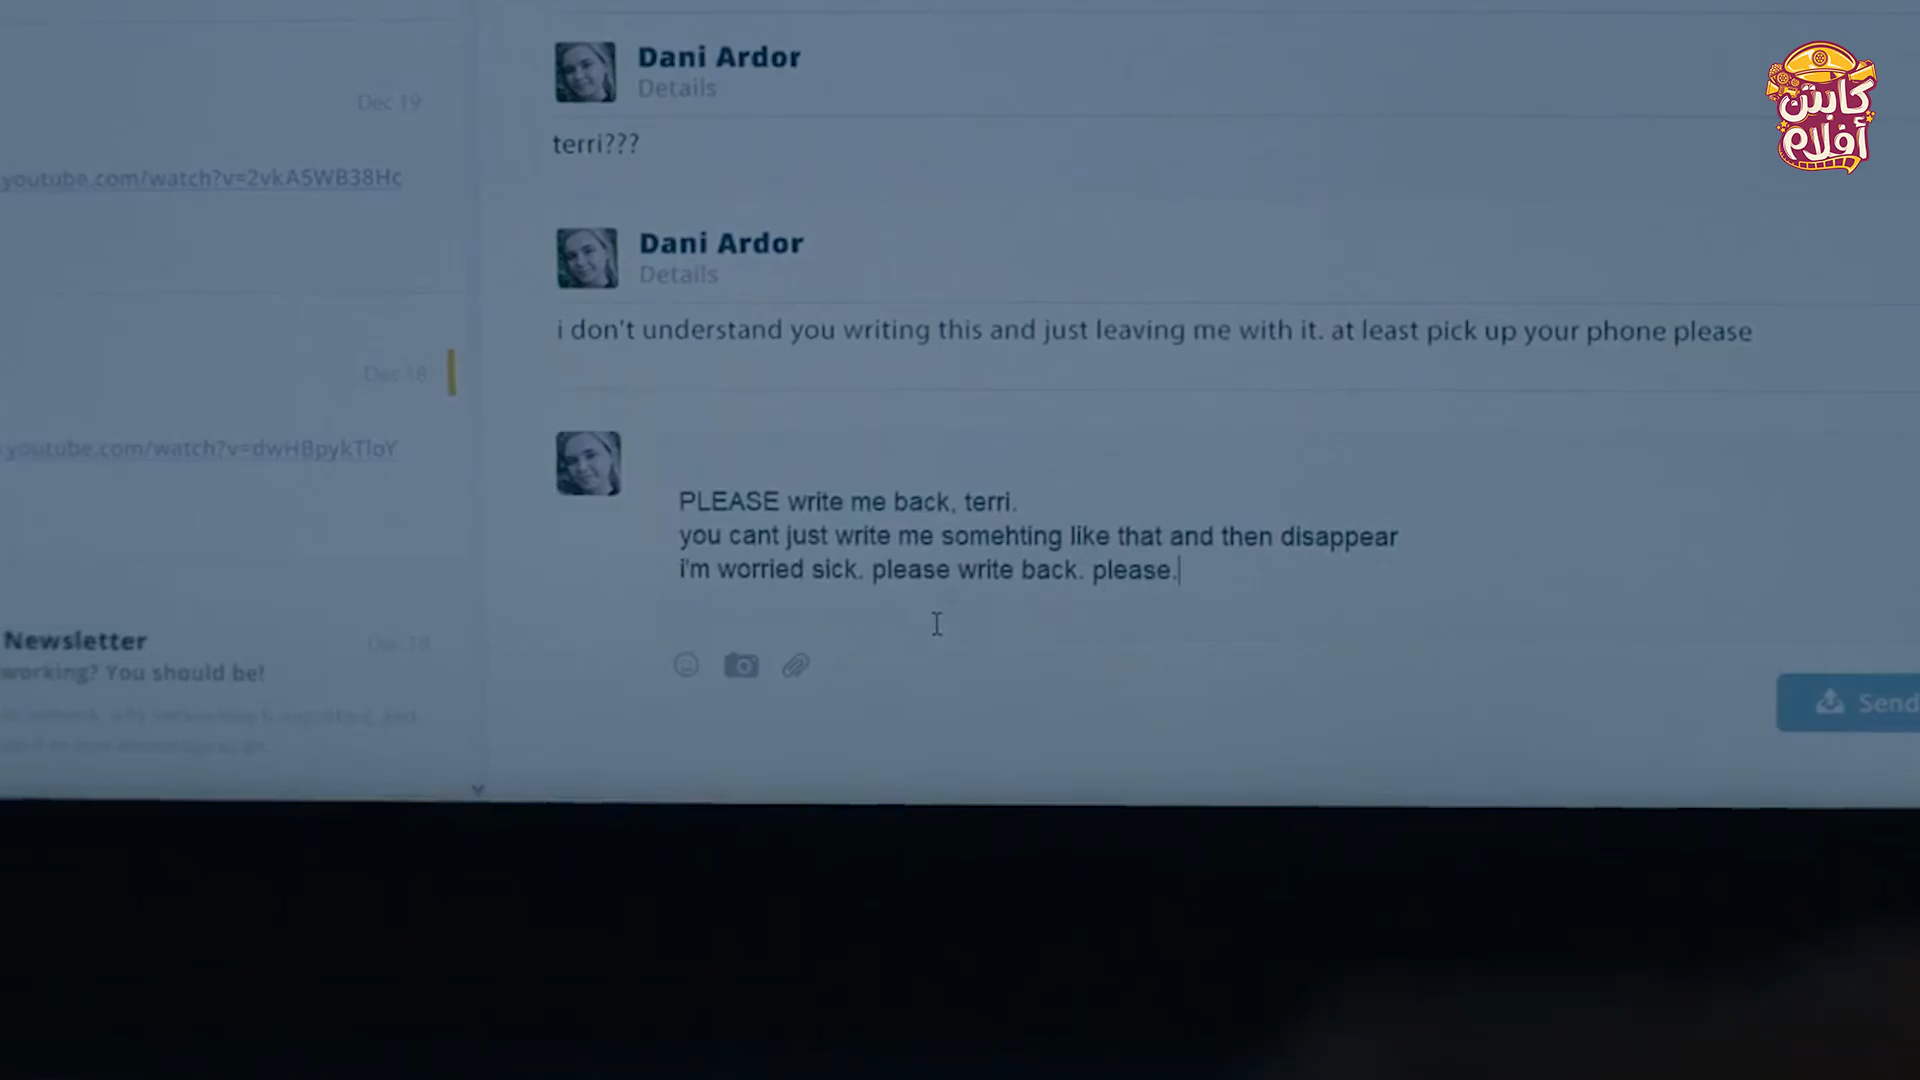 Dec 19
youtube.com/watch?v=2vkA5WB38Hc
Dec 18
youtube.com/watch?v=dwHBpykTloY
Newsletter
Dec 18
working? You should be!
Dani Ardor
Details
terri???
Dani Ardor
Details
i don't understand you writing this and just leaving me with it. at least pick up your phone please
PLEASE write me back, terri.
you cant just write me somehting like that and then disappear
i'm worried sick. please write back. please.
Send
كابتن
أفلام